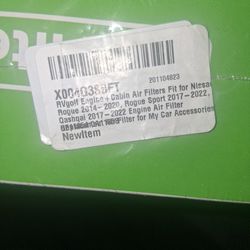 ilte
201104823
RVgolf Engine+Cabin Air Filters Fit for Nissan
Rogue 2014-2020, Rogue Sport 2017-2022,
Qashqai 2017-2022 Engine Air Filter
Filter for My Car Accessories
NewItem